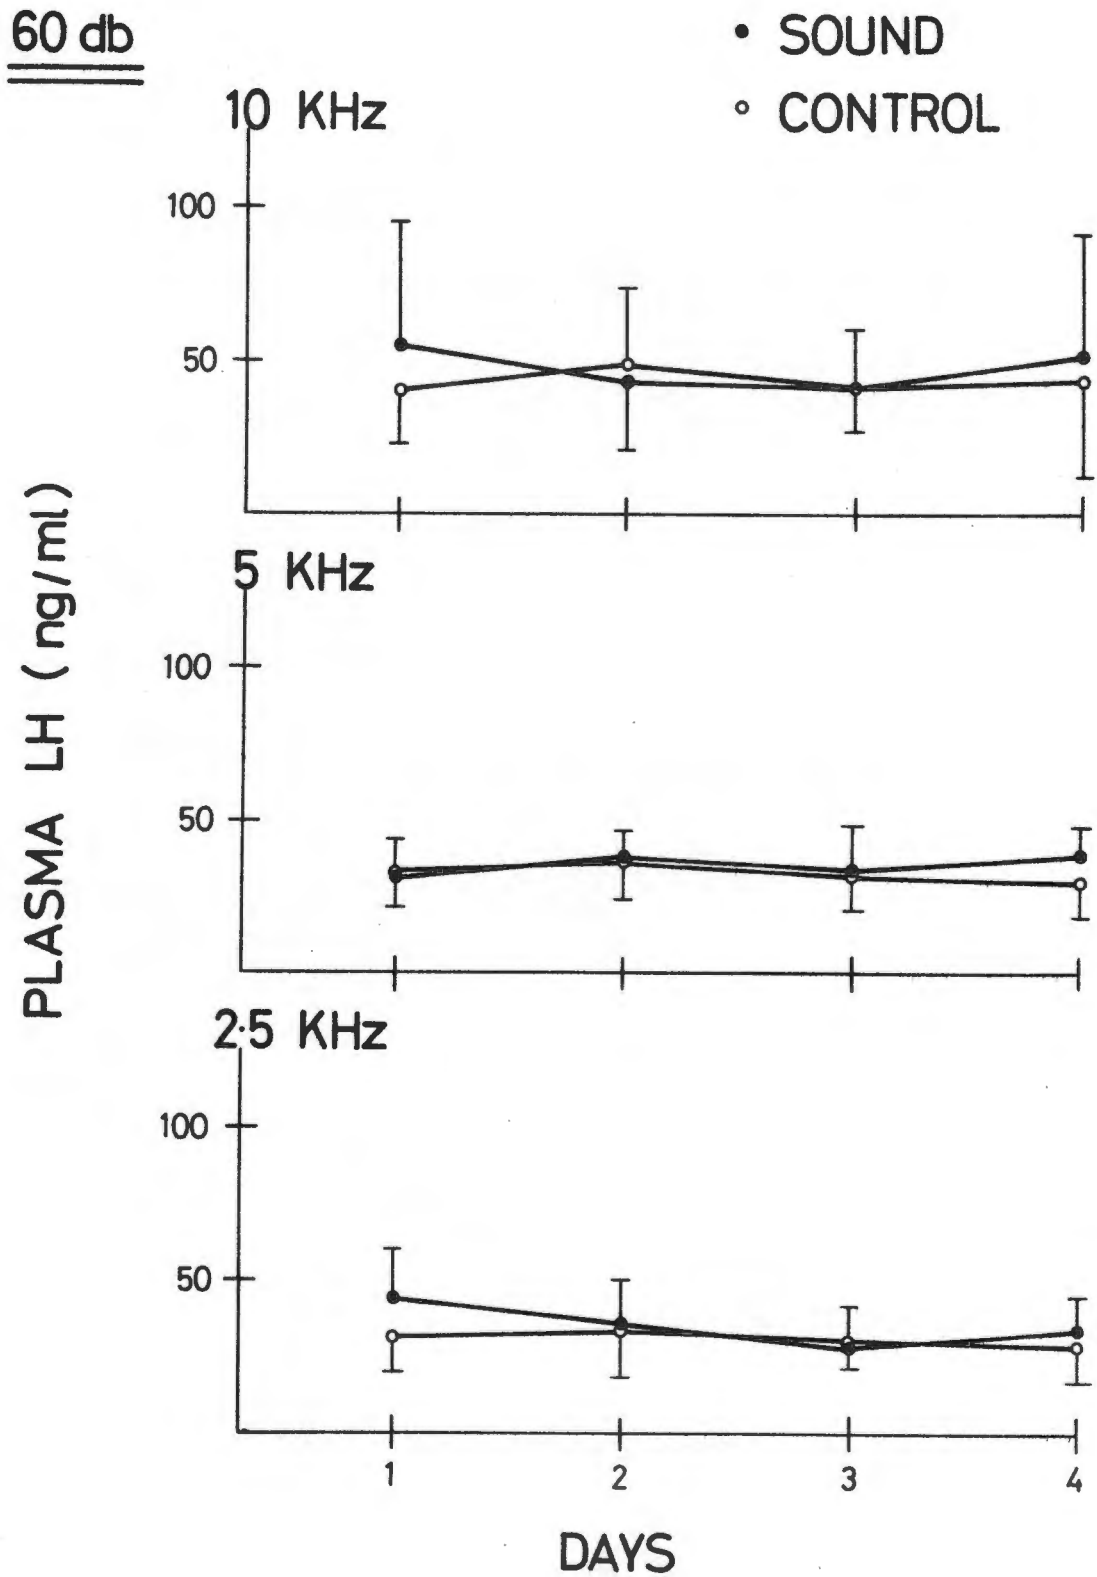 60 db
SOUND
CONTROL
10 KHz
100
50
5 KHz
100
50
2·5 KHz
100
50
1 2 3 4
DAYS
PLASMA LH (ng/ml)